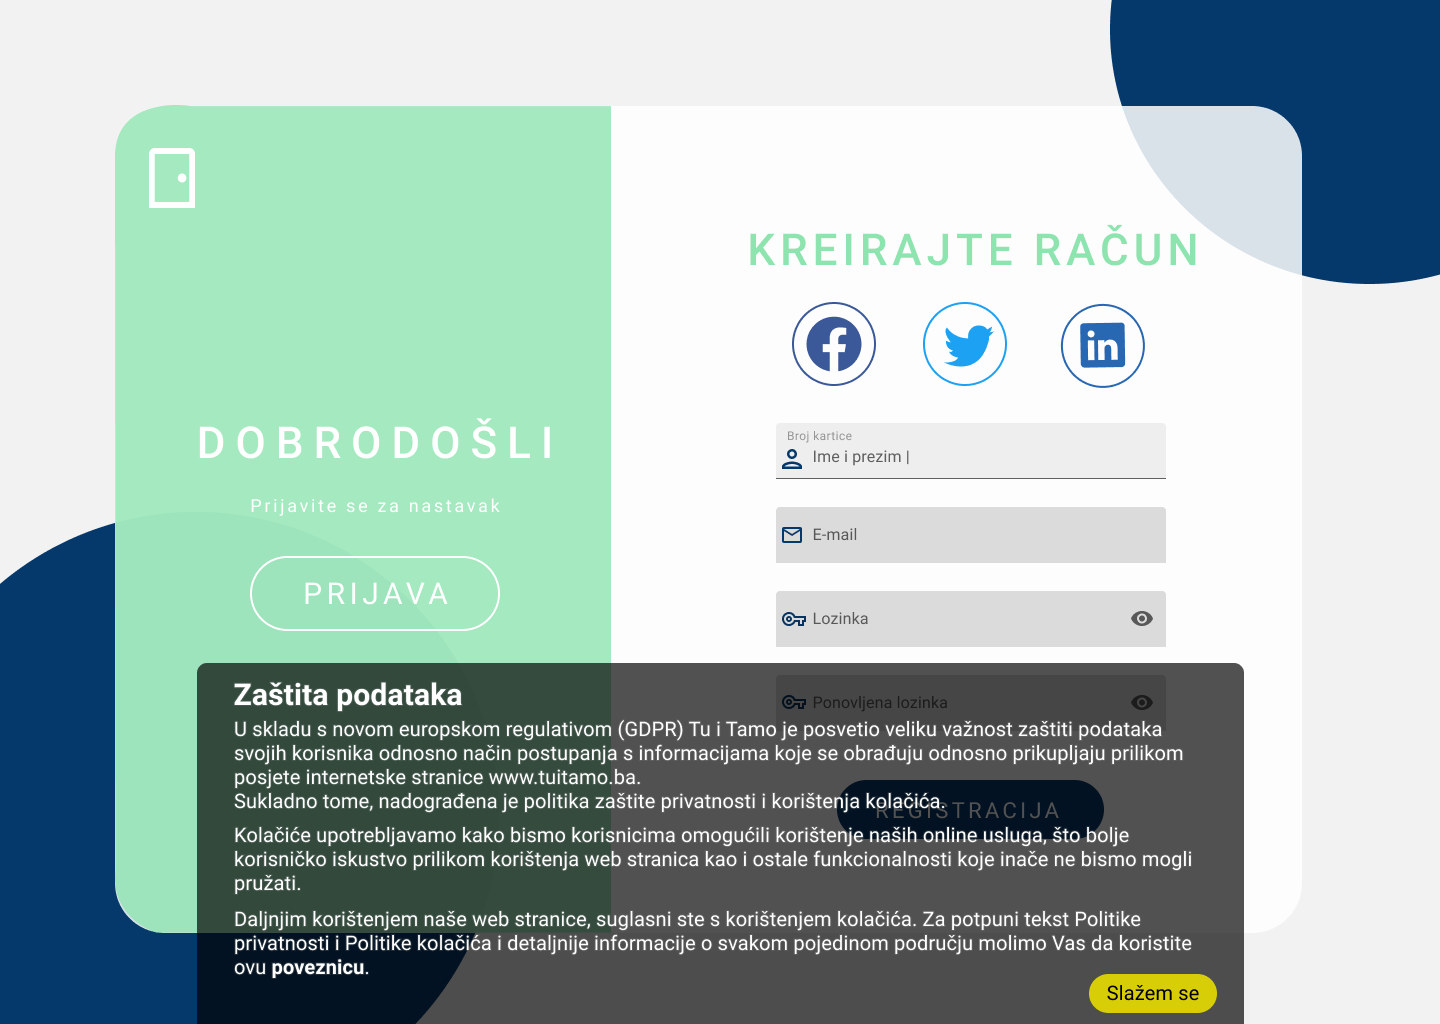 KREIRAJTE RAČUN
DOBRODOŠLI
Prijavite se za nastavak
PRIJAVA
Broj kartice
Ime i prezim |
E-mail
Lozinka
Ponovljena lozinka
REGISTRACIJA
Zaštita podataka
U skladu s novom europskom regulativom (GDPR) Tu i Tamo je posvetio veliku važnost zaštiti podataka
svojih korisnika odnosno način postupanja s informacijama koje se obrađuju odnosno prikupljaju prilikom
posjete internetske stranice www.tuitamo.ba.
Sukladno tome, nadograđena je politika zaštite privatnosti i korištenja kolačića.
Kolačiće upotrebljavamo kako bismo korisnicima omogućili korištenje naših online usluga, što bolje
korisničko iskustvo prilikom korištenja web stranica kao i ostale funkcionalnosti koje inače ne bismo mogli
pružati.
Daljnjim korištenjem naše web stranice, suglasni ste s korištenjem kolačića. Za potpuni tekst Politike
privatnosti i Politike kolačića i detaljnije informacije o svakom pojedinom području molimo Vas da koristite
ovu poveznicu.
Slažem se